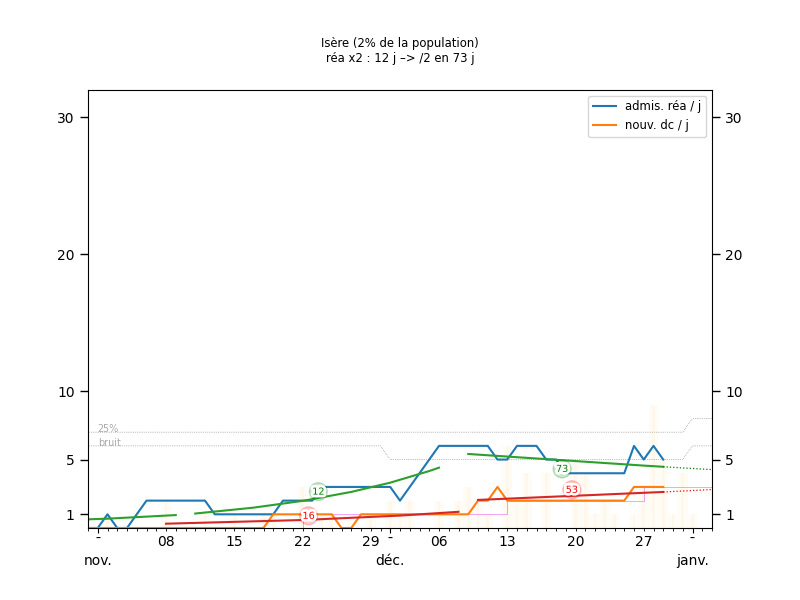 Isère (2% de la population)
réa x2 : 12 j –> /2 en 73 j
admis. réa / j
nouv. dc / j
30 30
20 20
10 10
25%
bruit
5 5
73
53
12
16
1 1
- 08 15 22 29 - 06 13 20 27 -
nov. déc. janv.